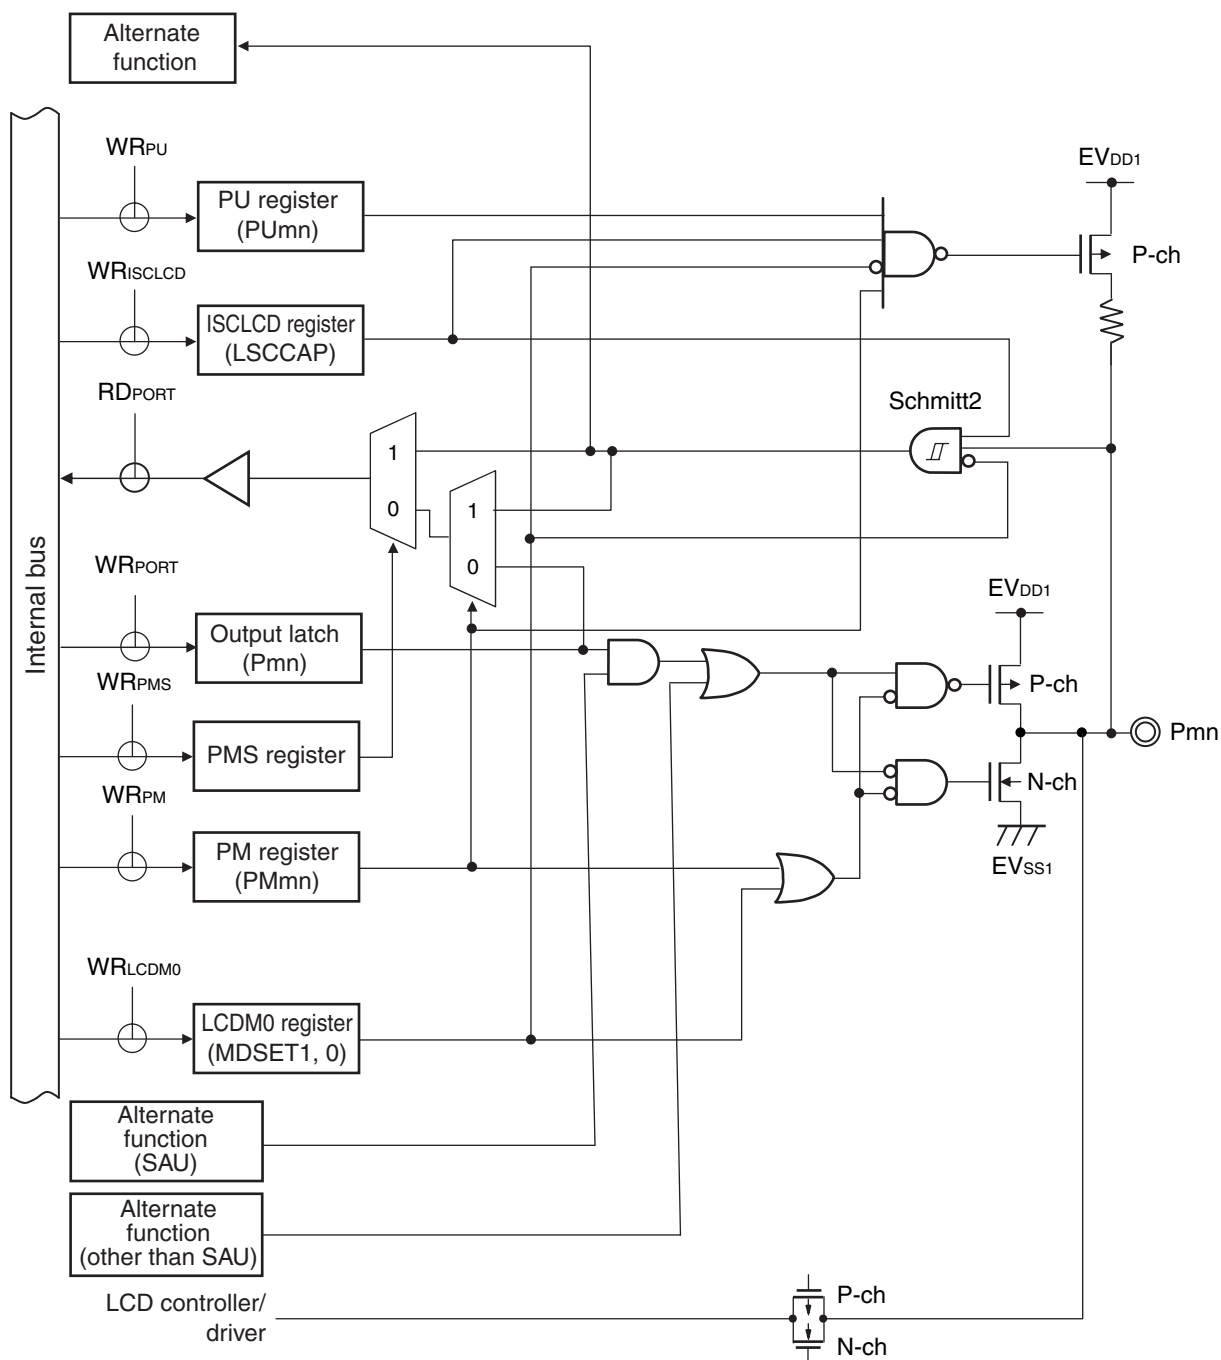 Alternate
function
Internal bus
WRPU
PU register
(PUmn)
EVDD1
P-ch
WRISCLCD
ISCLCD register
(LSCCAP)
RDPORT
Schmitt2
1
0
1
0
WRPORT
Output latch
(Pmn)
EVDD1
P-ch
WRPMS
PMS register
Pmn
N-ch
EVSS1
WRPM
PM register
(PMmn)
WRLCDM0
LCDM0 register
(MDSET1, 0)
Alternate
function
(SAU)
Alternate
function
(other than SAU)
LCD controller/
driver
P-ch
N-ch